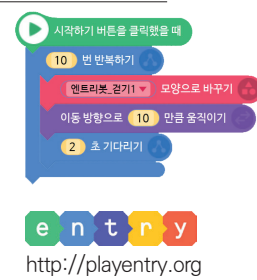 시작하기 버튼을 클릭했을 때
10 번 반복하기
엔트리봇_걷기1 모양으로 바꾸기
이동 방향으로 10 만큼 움직이기
2 초 기다리기
entry
http://playentry.org